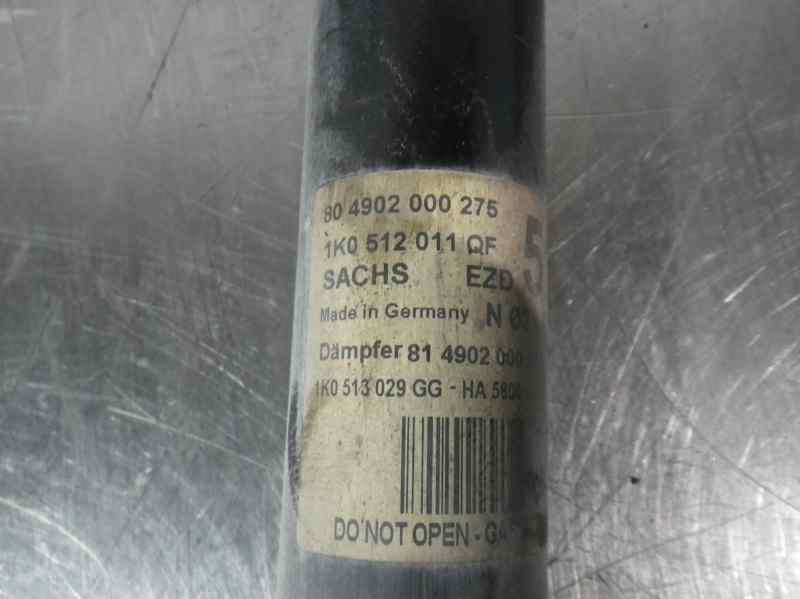 80 4902 000 275
1K0 512 011 QF 5
SACHS EZD
Made in Germany N
Dämpfer 81 4902 000
1K0 513 029 GG - HA
DO NOT OPEN -